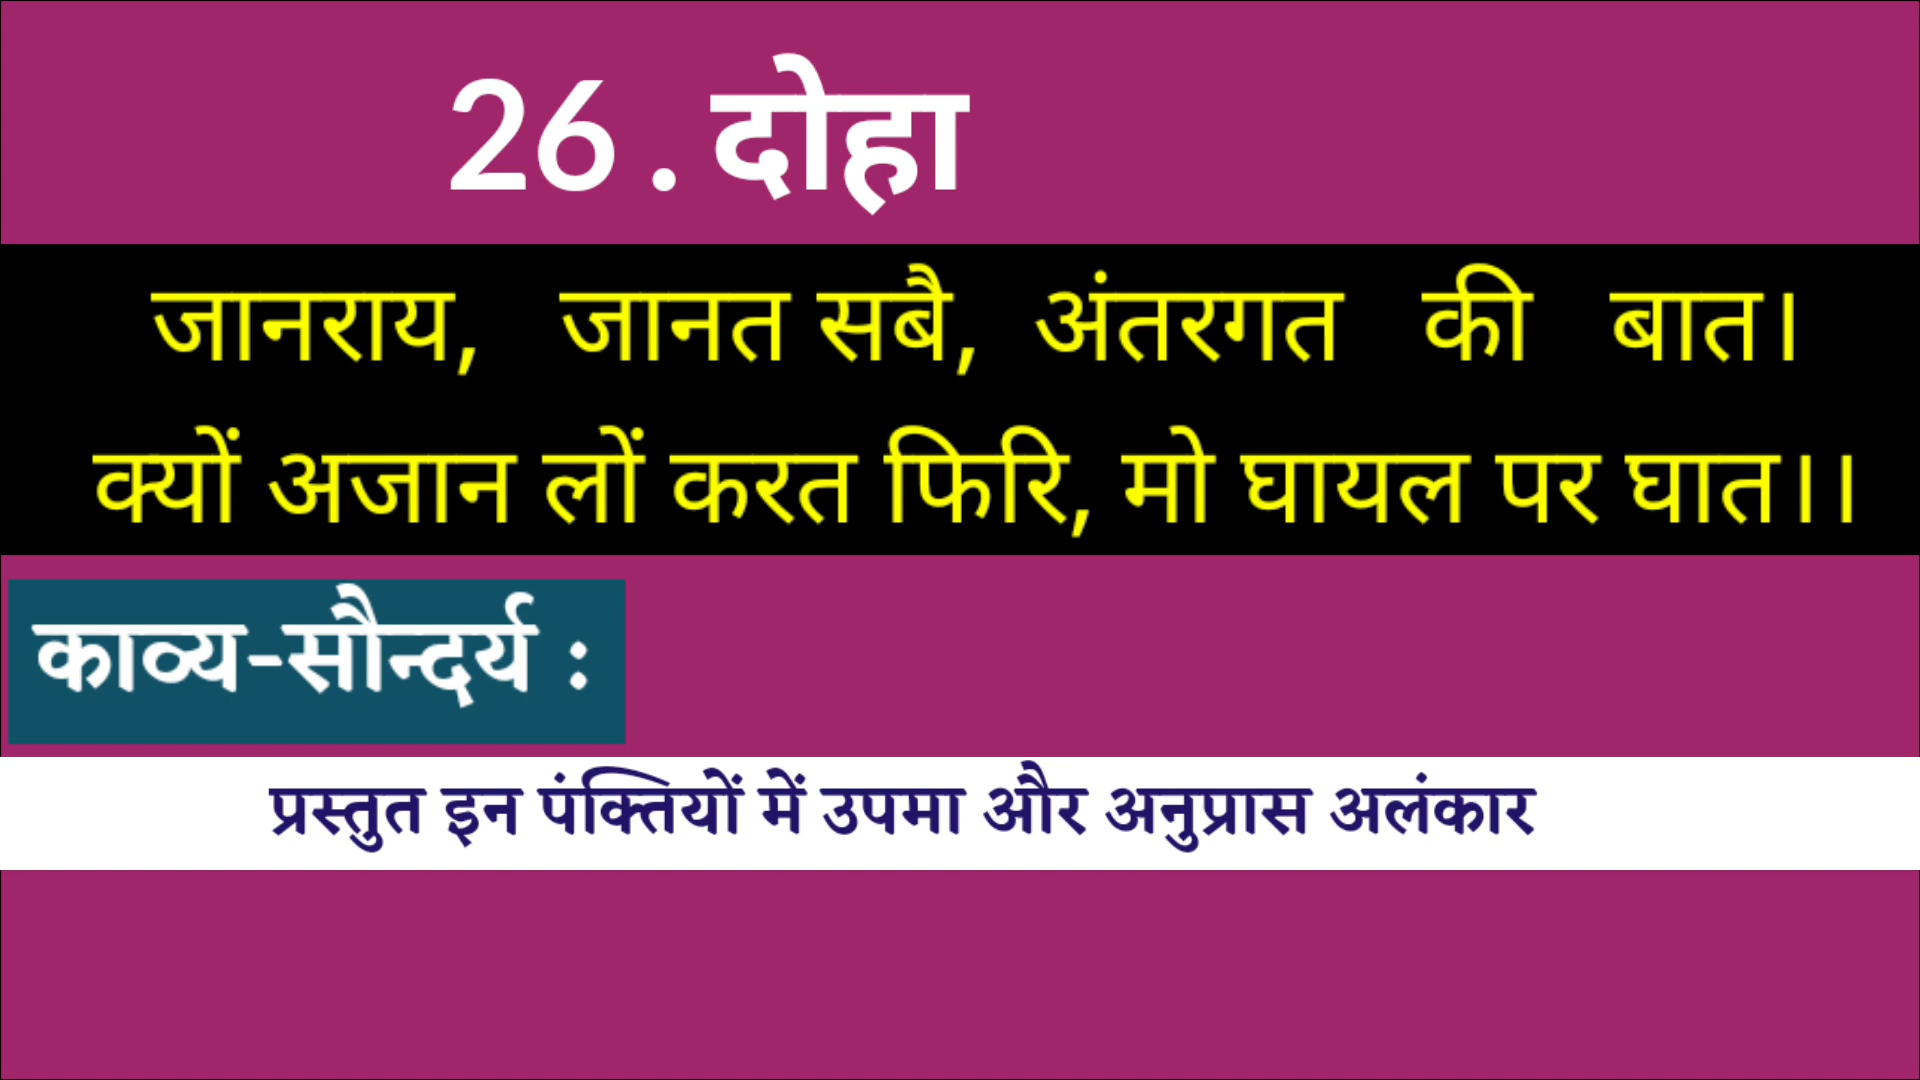 26 . दोहा
जानराय, जानत सबै, अंतरगत की बात।
क्यों अजान लों करत फिरि, मो घायल पर घात।।
काव्य-सौन्दर्य :
प्रस्तुत इन पंक्तियों में उपमा और अनुप्रास अलंकार